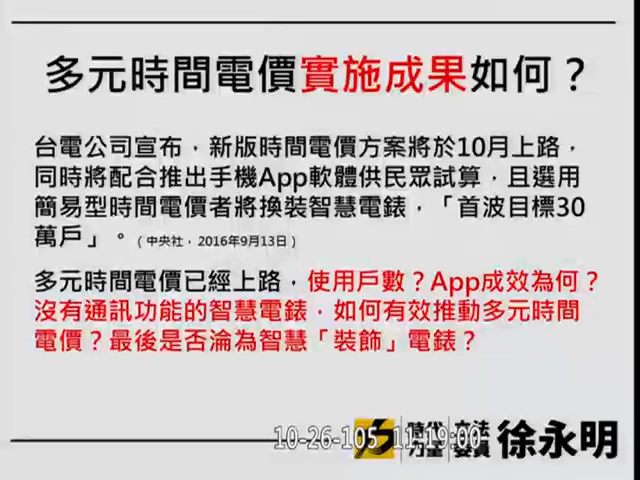 多元時間電價實施成果如何？
台電公司宣布，新版時間電價方案將於10月上路，
同時將配合推出手機App軟體供民眾試算，且選用
簡易型時間電價者將換裝智慧電錶，「首波目標30
萬戶」。（中央社，2016年9月13日）
多元時間電價已經上路，使用戶數？App成效為何？
沒有通訊功能的智慧電錶，如何有效推動多元時間
電價？最後是否淪為智慧「裝飾」電錶？
10-26-105 11:19:00
時代力量 立法委員 徐永明